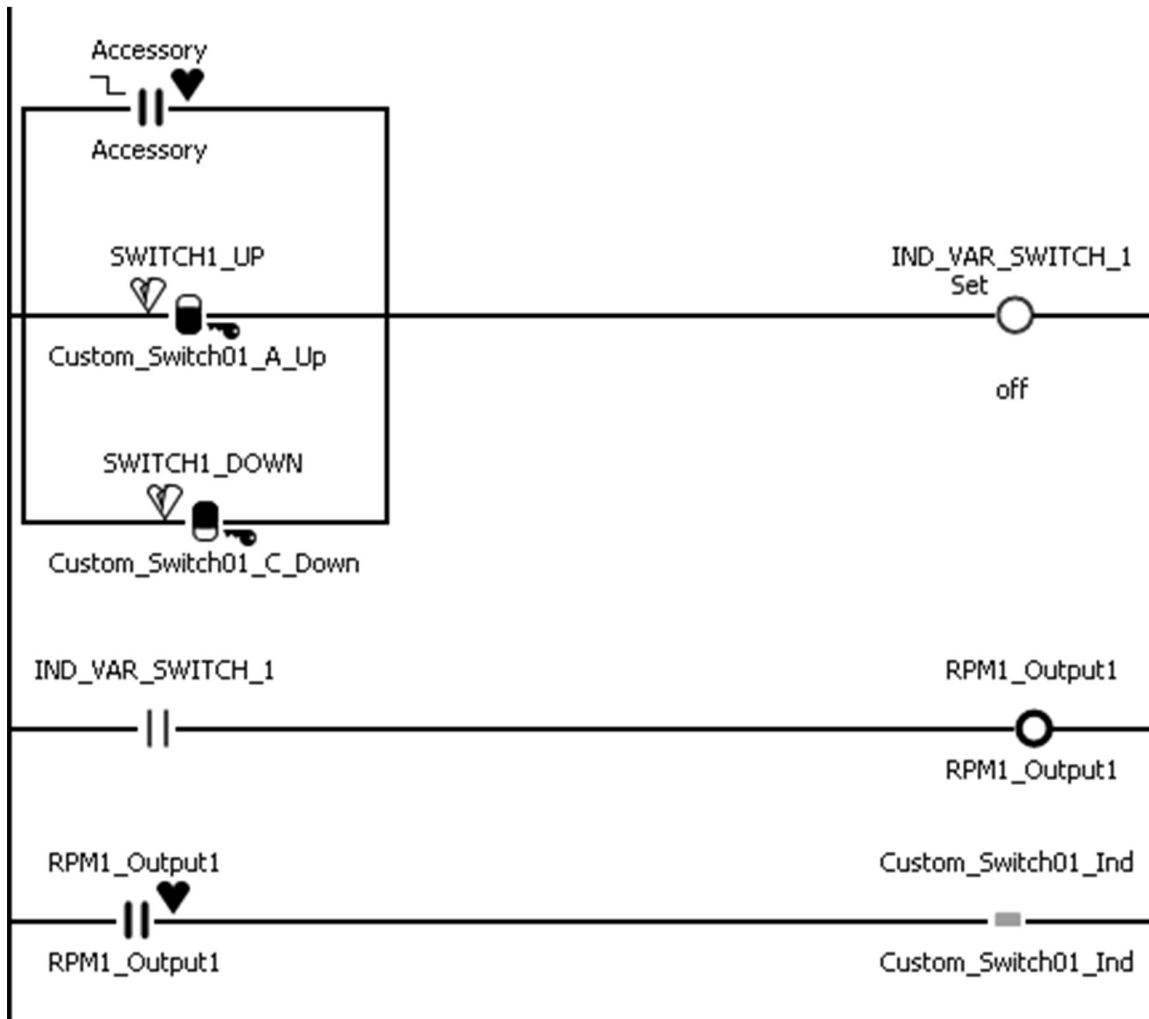 Accessory
Accessory
SWITCH1_UP
Custom_Switch01_A_Up
IND_VAR_SWITCH_1
Set
off
SWITCH1_DOWN
Custom_Switch01_C_Down
IND_VAR_SWITCH_1
RPM1_Output1
RPM1_Output1
RPM1_Output1
Custom_Switch01_Ind
RPM1_Output1
Custom_Switch01_Ind